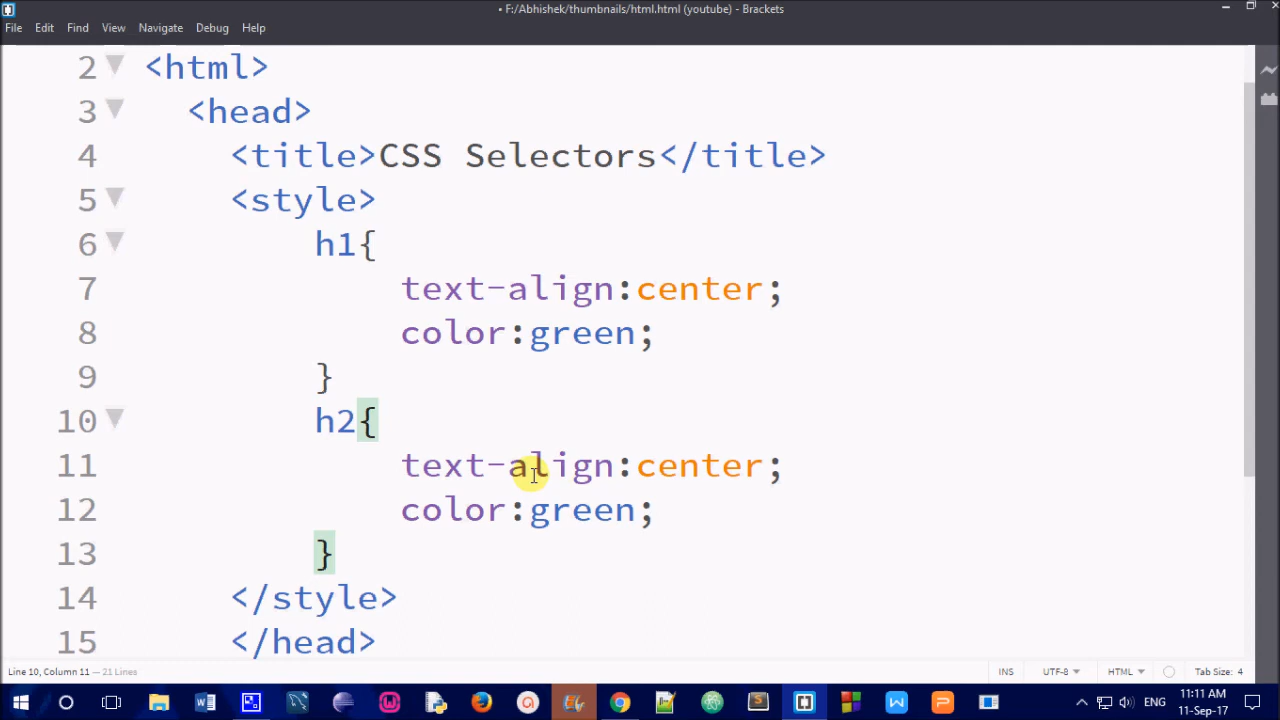 • F:/Abhishek/thumbnails/html.html (youtube) - Brackets
File Edit Find View Navigate Debug Help
2 <html>
3 <head>
4 <title>CSS Selectors</title>
5 <style>
6 h1{
7 text-align:center;
8 color:green;
9 }
10 h2{
11 text-align:center;
12 color:green;
13 }
14 </style>
15 </head>
Line 10, Column 11 — 21 Lines INS UTF-8 HTML Tab Size: 4
ENG 11:11 AM
11-Sep-17